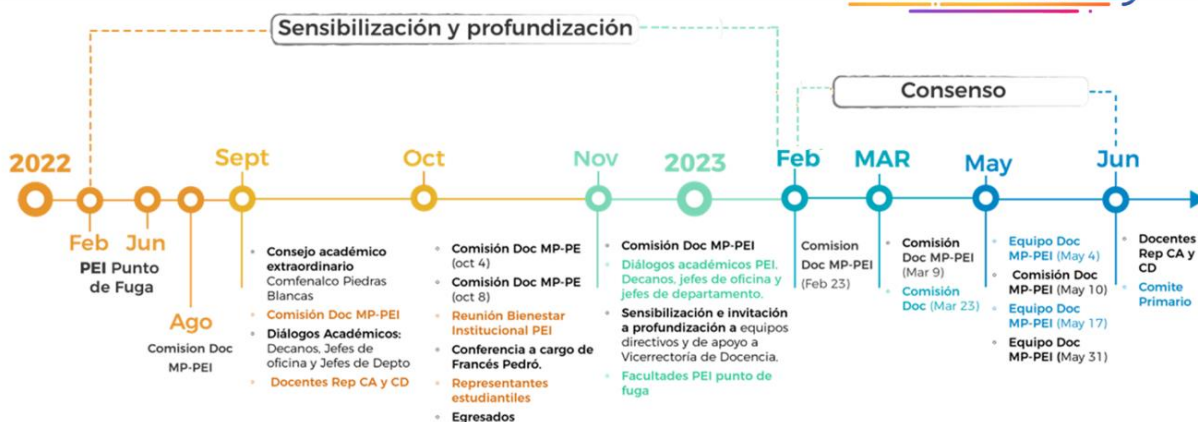 Sensibilización y profundización
Consenso
2022
Feb
Jun
PEI Punto
de Fuga
Ago
Comision Doc
MP-PEI
Sept
Consejo académico
extraordinario
Comfenalco Piedras
Blancas
Comisión Doc MP-PEI
Diálogos Académicos:
Decanos, Jefes de
oficina y Jefes de Depto
Docentes Rep CA y CD
Oct
Comisión Doc MP-PE
(oct 4)
Comisión Doc MP-PE
(oct 8)
Reunión Bienestar
Institucional PEI
Conferencia a cargo de
Francés Pedró.
Representantes
estudiantiles
Egresados
Nov
Comisión Doc MP-PEI
Diálogos académicos PEI.
Decanos, jefes de oficina y
jefes de departamento.
Sensibilización e invitación
a profundización a equipos
directivos y de apoyo a
Vicerrectoría de Docencia.
Facultades PEI punto de
fuga
2023
Feb
Comision
Doc MP-PEI
(Feb 23)
MAR
Comisión
Doc MP-PEI
(Mar 9)
Comisión
Doc (Mar 23)
May
Equipo Doc
MP-PEI (May 4)
Comisión Doc
MP-PEI (May 10)
Equipo Doc
MP-PEI (May 17)
Equipo Doc
MP-PEI (May 31)
Jun
Docentes
Rep CA y
CD
Comite
Primario